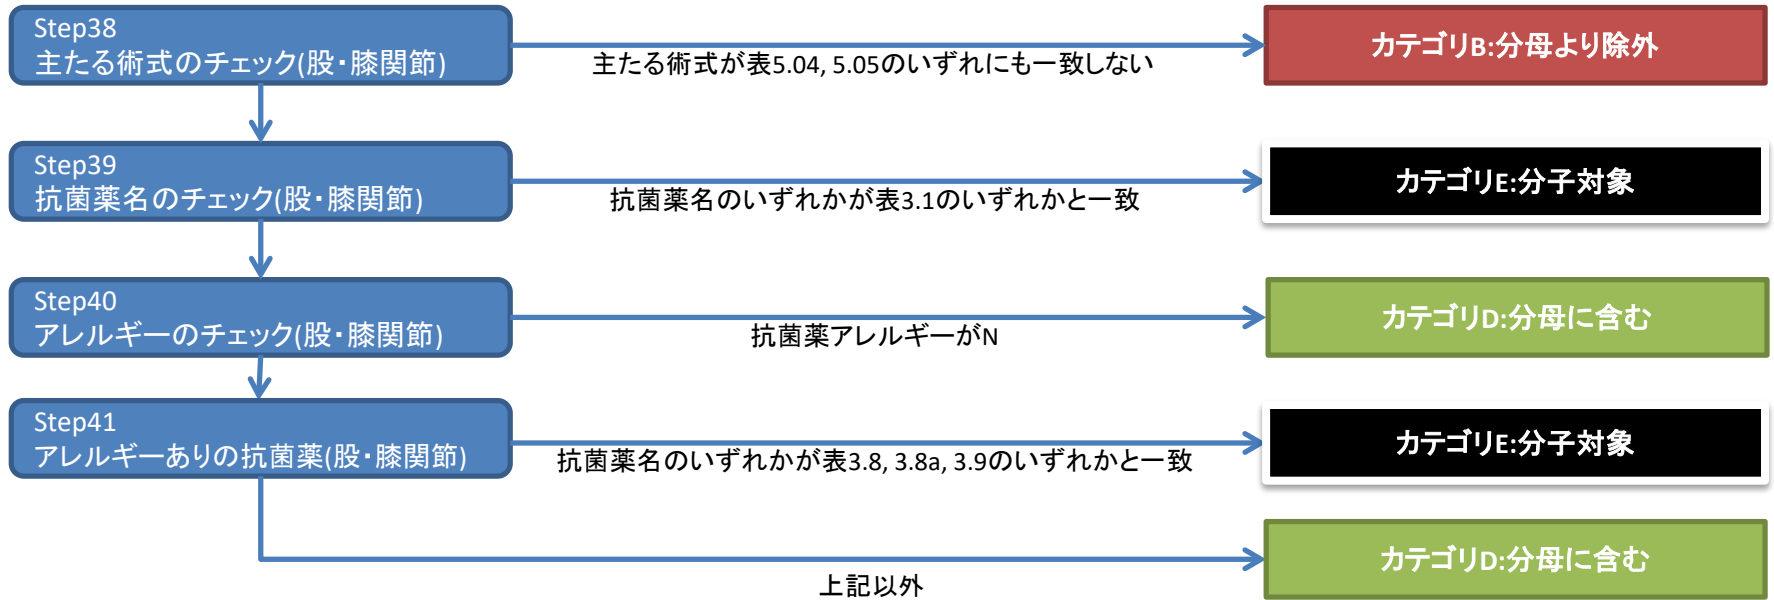 Step38
主たる術式のチェック(股・膝関節)
主たる術式が表5.04, 5.05のいずれにも一致しない
カテゴリB:分母より除外
Step39
抗菌薬名のチェック(股・膝関節)
抗菌薬名のいずれかが表3.1のいずれかと一致
カテゴリE:分子対象
Step40
アレルギーのチェック(股・膝関節)
抗菌薬アレルギーがN
カテゴリD:分母に含む
Step41
アレルギーありの抗菌薬(股・膝関節)
抗菌薬名のいずれかが表3.8, 3.8a, 3.9のいずれかと一致
カテゴリE:分子対象
上記以外
カテゴリD:分母に含む